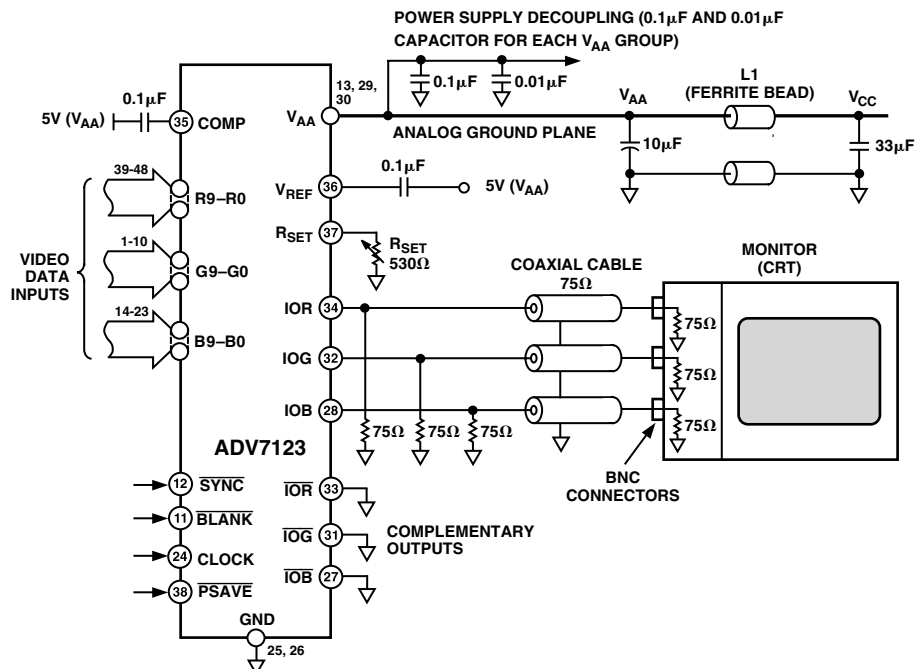 POWER SUPPLY DECOUPLING (0.1µF AND 0.01µF
CAPACITOR FOR EACH VAA GROUP)
0.1µF
0.01µF
13, 29,
30
VAA
ANALOG GROUND PLANE
VAA
L1
(FERRITE BEAD)
VCC
10µF
33µF
0.1µF
5V (VAA)
35
COMP
0.1µF
36
VREF
5V (VAA)
37
RSET
RSET
530Ω
VIDEO
DATA
INPUTS
39-48
R9–R0
1-10
G9–G0
14-23
B9–B0
COAXIAL CABLE
75Ω
MONITOR
(CRT)
IOR
34
75Ω
IOG
32
75Ω
IOB
28
75Ω
75Ω
75Ω
75Ω
BNC
CONNECTORS
ADV7123
12
SYNC
11
BLANK
24
CLOCK
38
PSAVE
IOR
33
IOG
31
IOB
27
COMPLEMENTARY
OUTPUTS
GND
25, 26